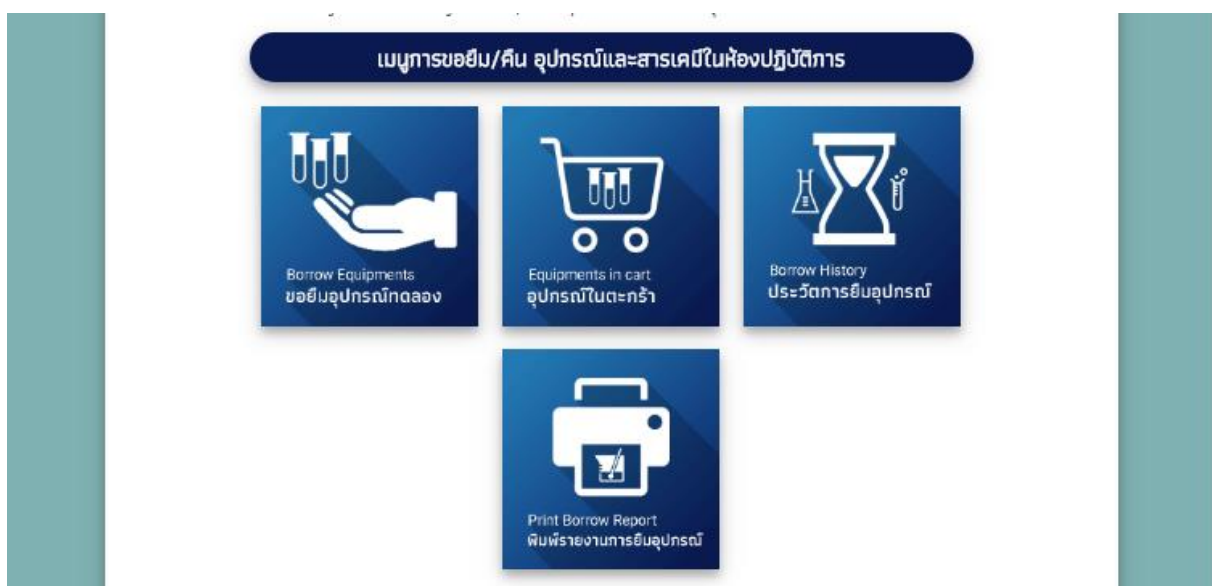 เมนูการขอยืม/คืน อุปกรณ์และสารเคมีในห้องปฏิบัติการ
Borrow Equipments
ขอยืมอุปกรณ์ทดลอง
Equipments in cart
อุปกรณ์ในตะกร้า
Borrow History
ประวัตการยืมอุปกรณ์
Print Borrow Report
พิมพ์รายงานการยืมอุปกรณ์